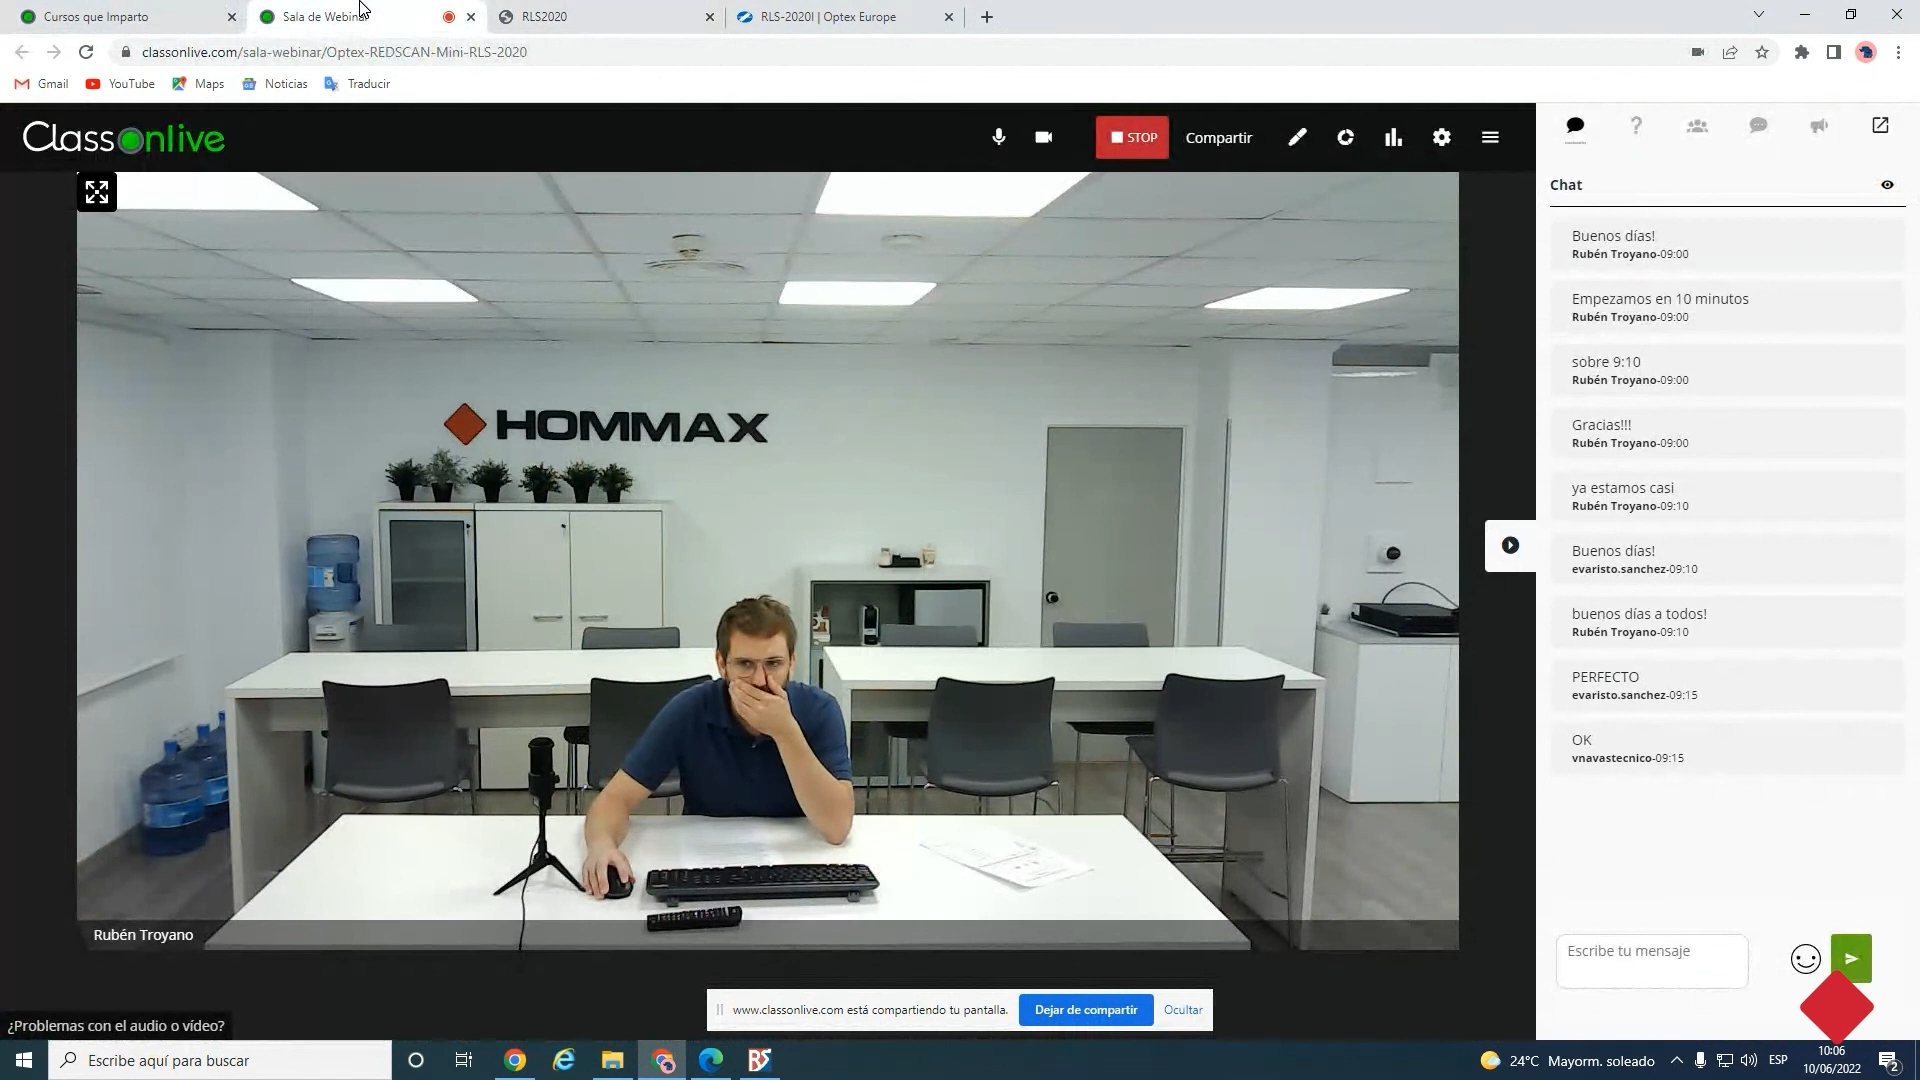 Cursos que Imparto
Sala de Webina
RLS2020
RLS-2020I | Optex Europe
classonlive.com/sala-webinar/Optex-REDSCAN-Mini-RLS-2020
Gmail
YouTube
Maps
Noticias
Traducir
Classonlive
STOP
Compartir
HOMMAX
Chat
Buenos días!
Rubén Troyano-09:00
Empezamos en 10 minutos
Rubén Troyano-09:00
sobre 9:10
Rubén Troyano-09:00
Gracias!!!
Rubén Troyano-09:00
ya estamos casi
Rubén Troyano-09:10
Buenos días!
evaristo.sanchez-09:10
buenos días a todos!
Rubén Troyano-09:10
PERFECTO
evaristo.sanchez-09:15
OK
vnavastecnico-09:15
Rubén Troyano
Escribe tu mensaje
www.classonlive.com está compartiendo tu pantalla.
Dejar de compartir
Ocultar
¿Problemas con el audio o vídeo?
Escribe aquí para buscar
24°C Mayorm. soleado
ESP
10:06
10/06/2022
2